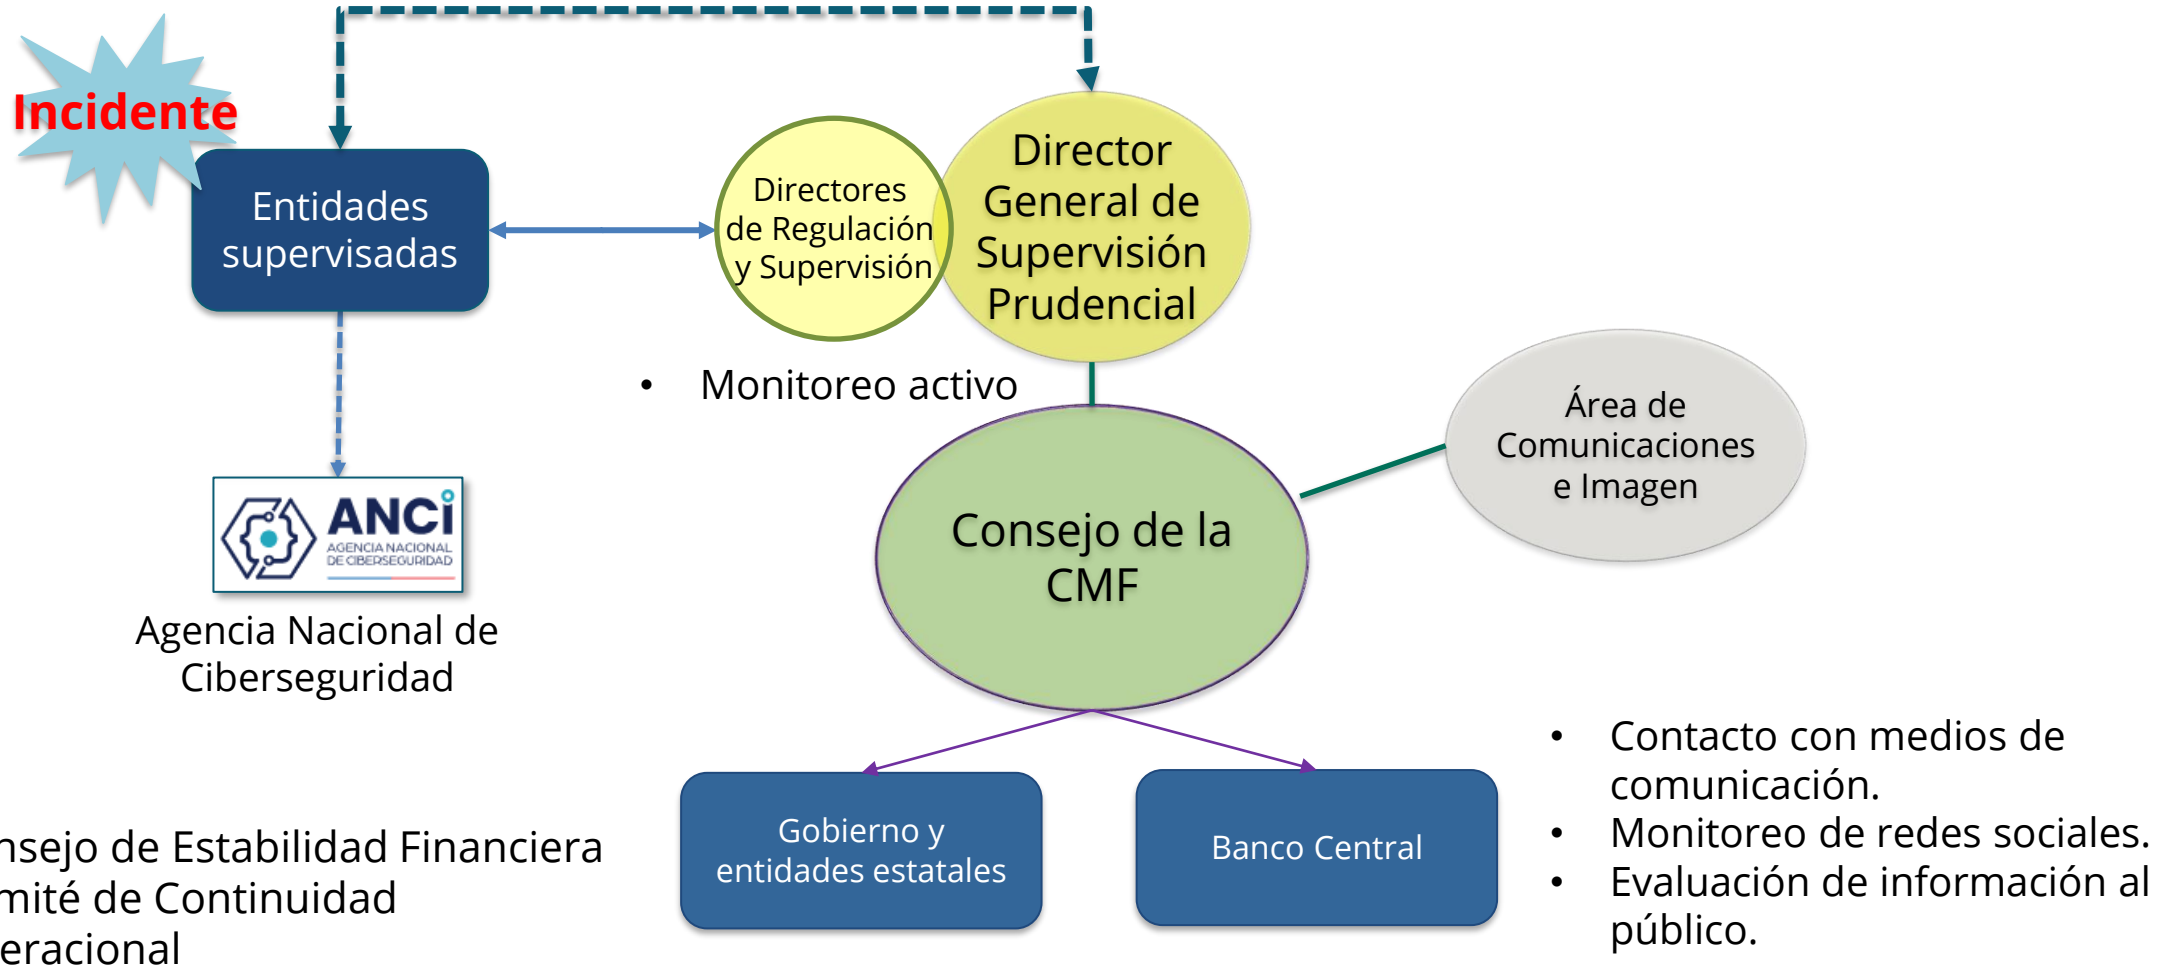 Incidente
Entidades
supervisadas
Directores
de Regulación
y Supervisión
Director
General de
Supervisión
Prudencial
• Monitoreo activo
Área de
Comunicaciones
e Imagen
Consejo de la
CMF
ANCi
AGENCIA NACIONAL
DE CIBERSEGURIDAD
Agencia Nacional de
Ciberseguridad
Gobierno y
entidades estatales
Banco Central
nsejo de Estabilidad Financiera
mité de Continuidad
eracional
• Contacto con medios de
comunicación.
• Monitoreo de redes sociales.
• Evaluación de información al
público.